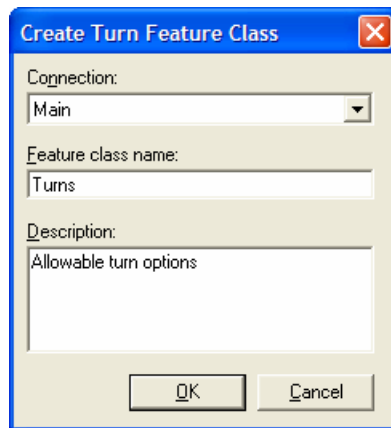 Create Turn Feature Class
Connection:
Main
Feature class name:
Turns
Description:
Allowable turn options
OK
Cancel